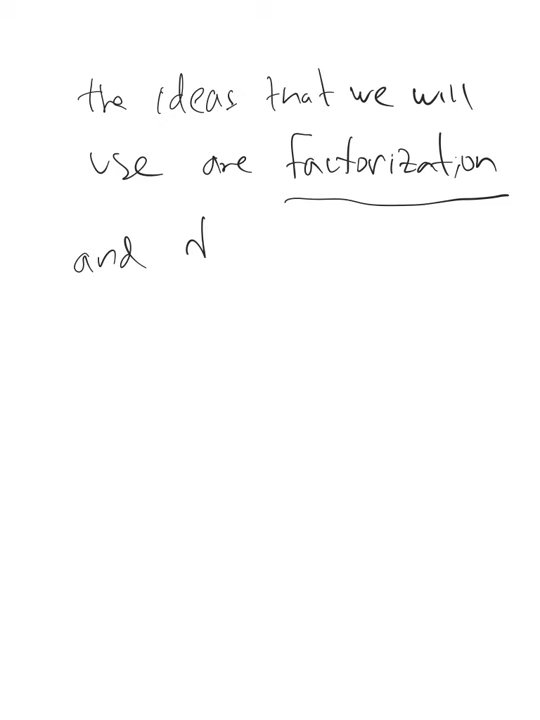 the ideas that we will
use are factorization
and